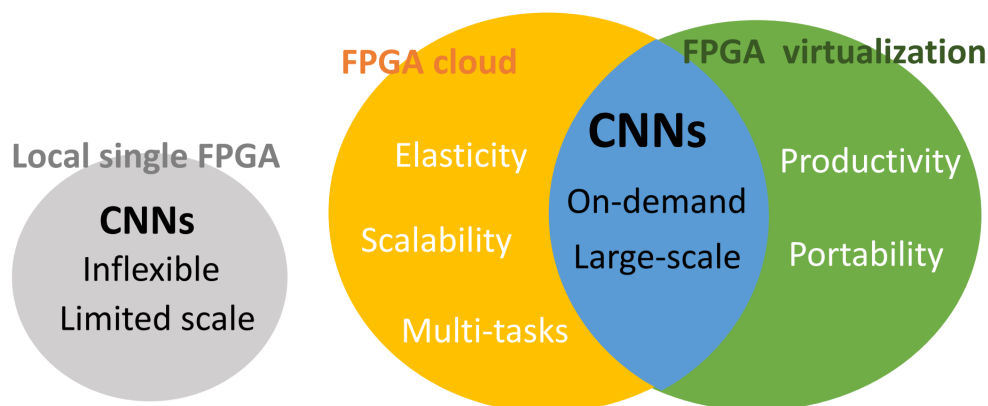 Local single FPGA
CNNs
Inflexible
Limited scale
FPGA cloud
Elasticity
Scalability
Multi-tasks
CNNs
On-demand
Large-scale
FPGA virtualization
Productivity
Portability